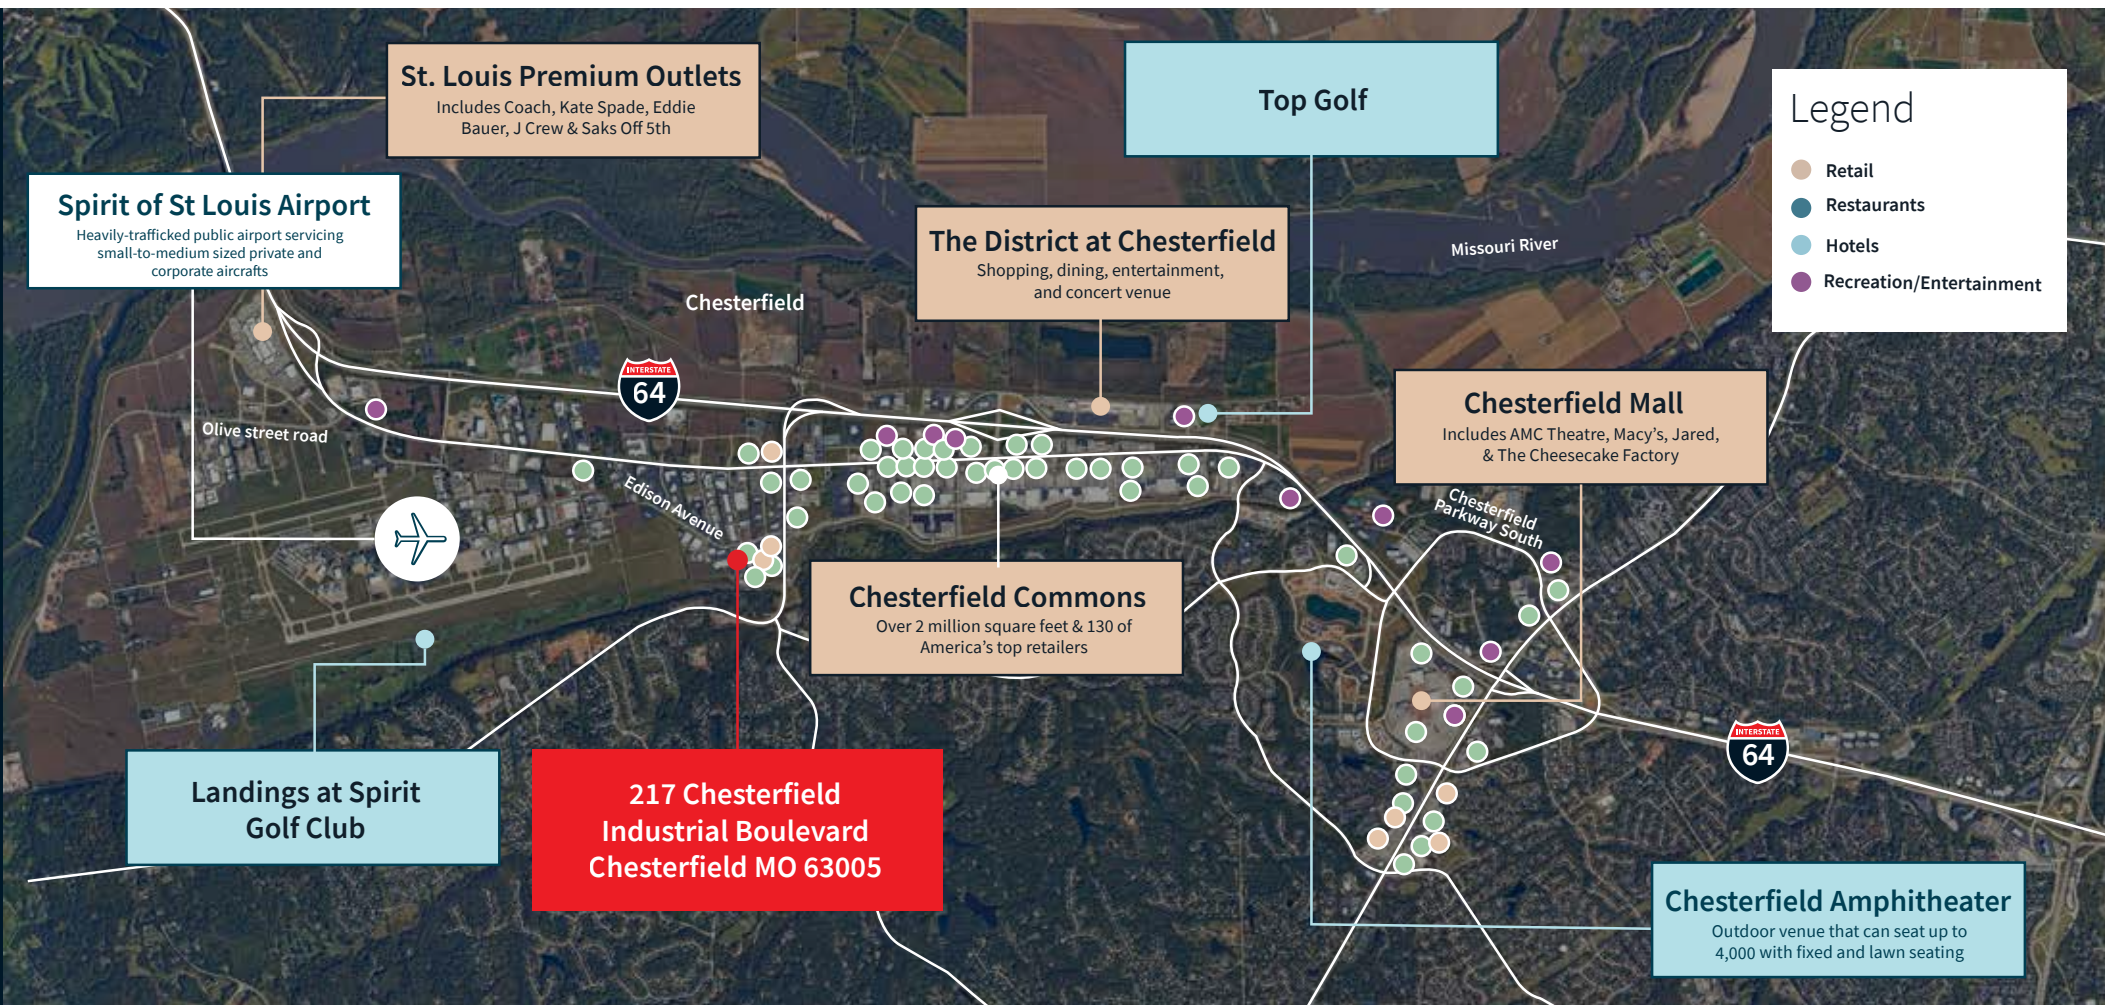 St. Louis Premium Outlets
Includes Coach, Kate Spade, Eddie
Bauer, J Crew & Saks Off 5th
Top Golf
Legend
Retail
Restaurants
Hotels
Recreation/Entertainment
Spirit of St Louis Airport
Heavily-trafficked public airport servicing
small-to-medium sized private and
corporate aircrafts
The District at Chesterfield
Shopping, dining, entertainment,
and concert venue
Missouri River
Chesterfield
INTERSTATE
64
Chesterfield Mall
Includes AMC Theatre, Macy's, Jared,
& The Cheesecake Factory
Olive street road
Edison Avenue
Chesterfield
Parkway South
Chesterfield Commons
Over 2 million square feet & 130 of
America's top retailers
INTERSTATE
64
Landings at Spirit
Golf Club
217 Chesterfield
Industrial Boulevard
Chesterfield MO 63005
Chesterfield Amphitheater
Outdoor venue that can seat up to
4,000 with fixed and lawn seating